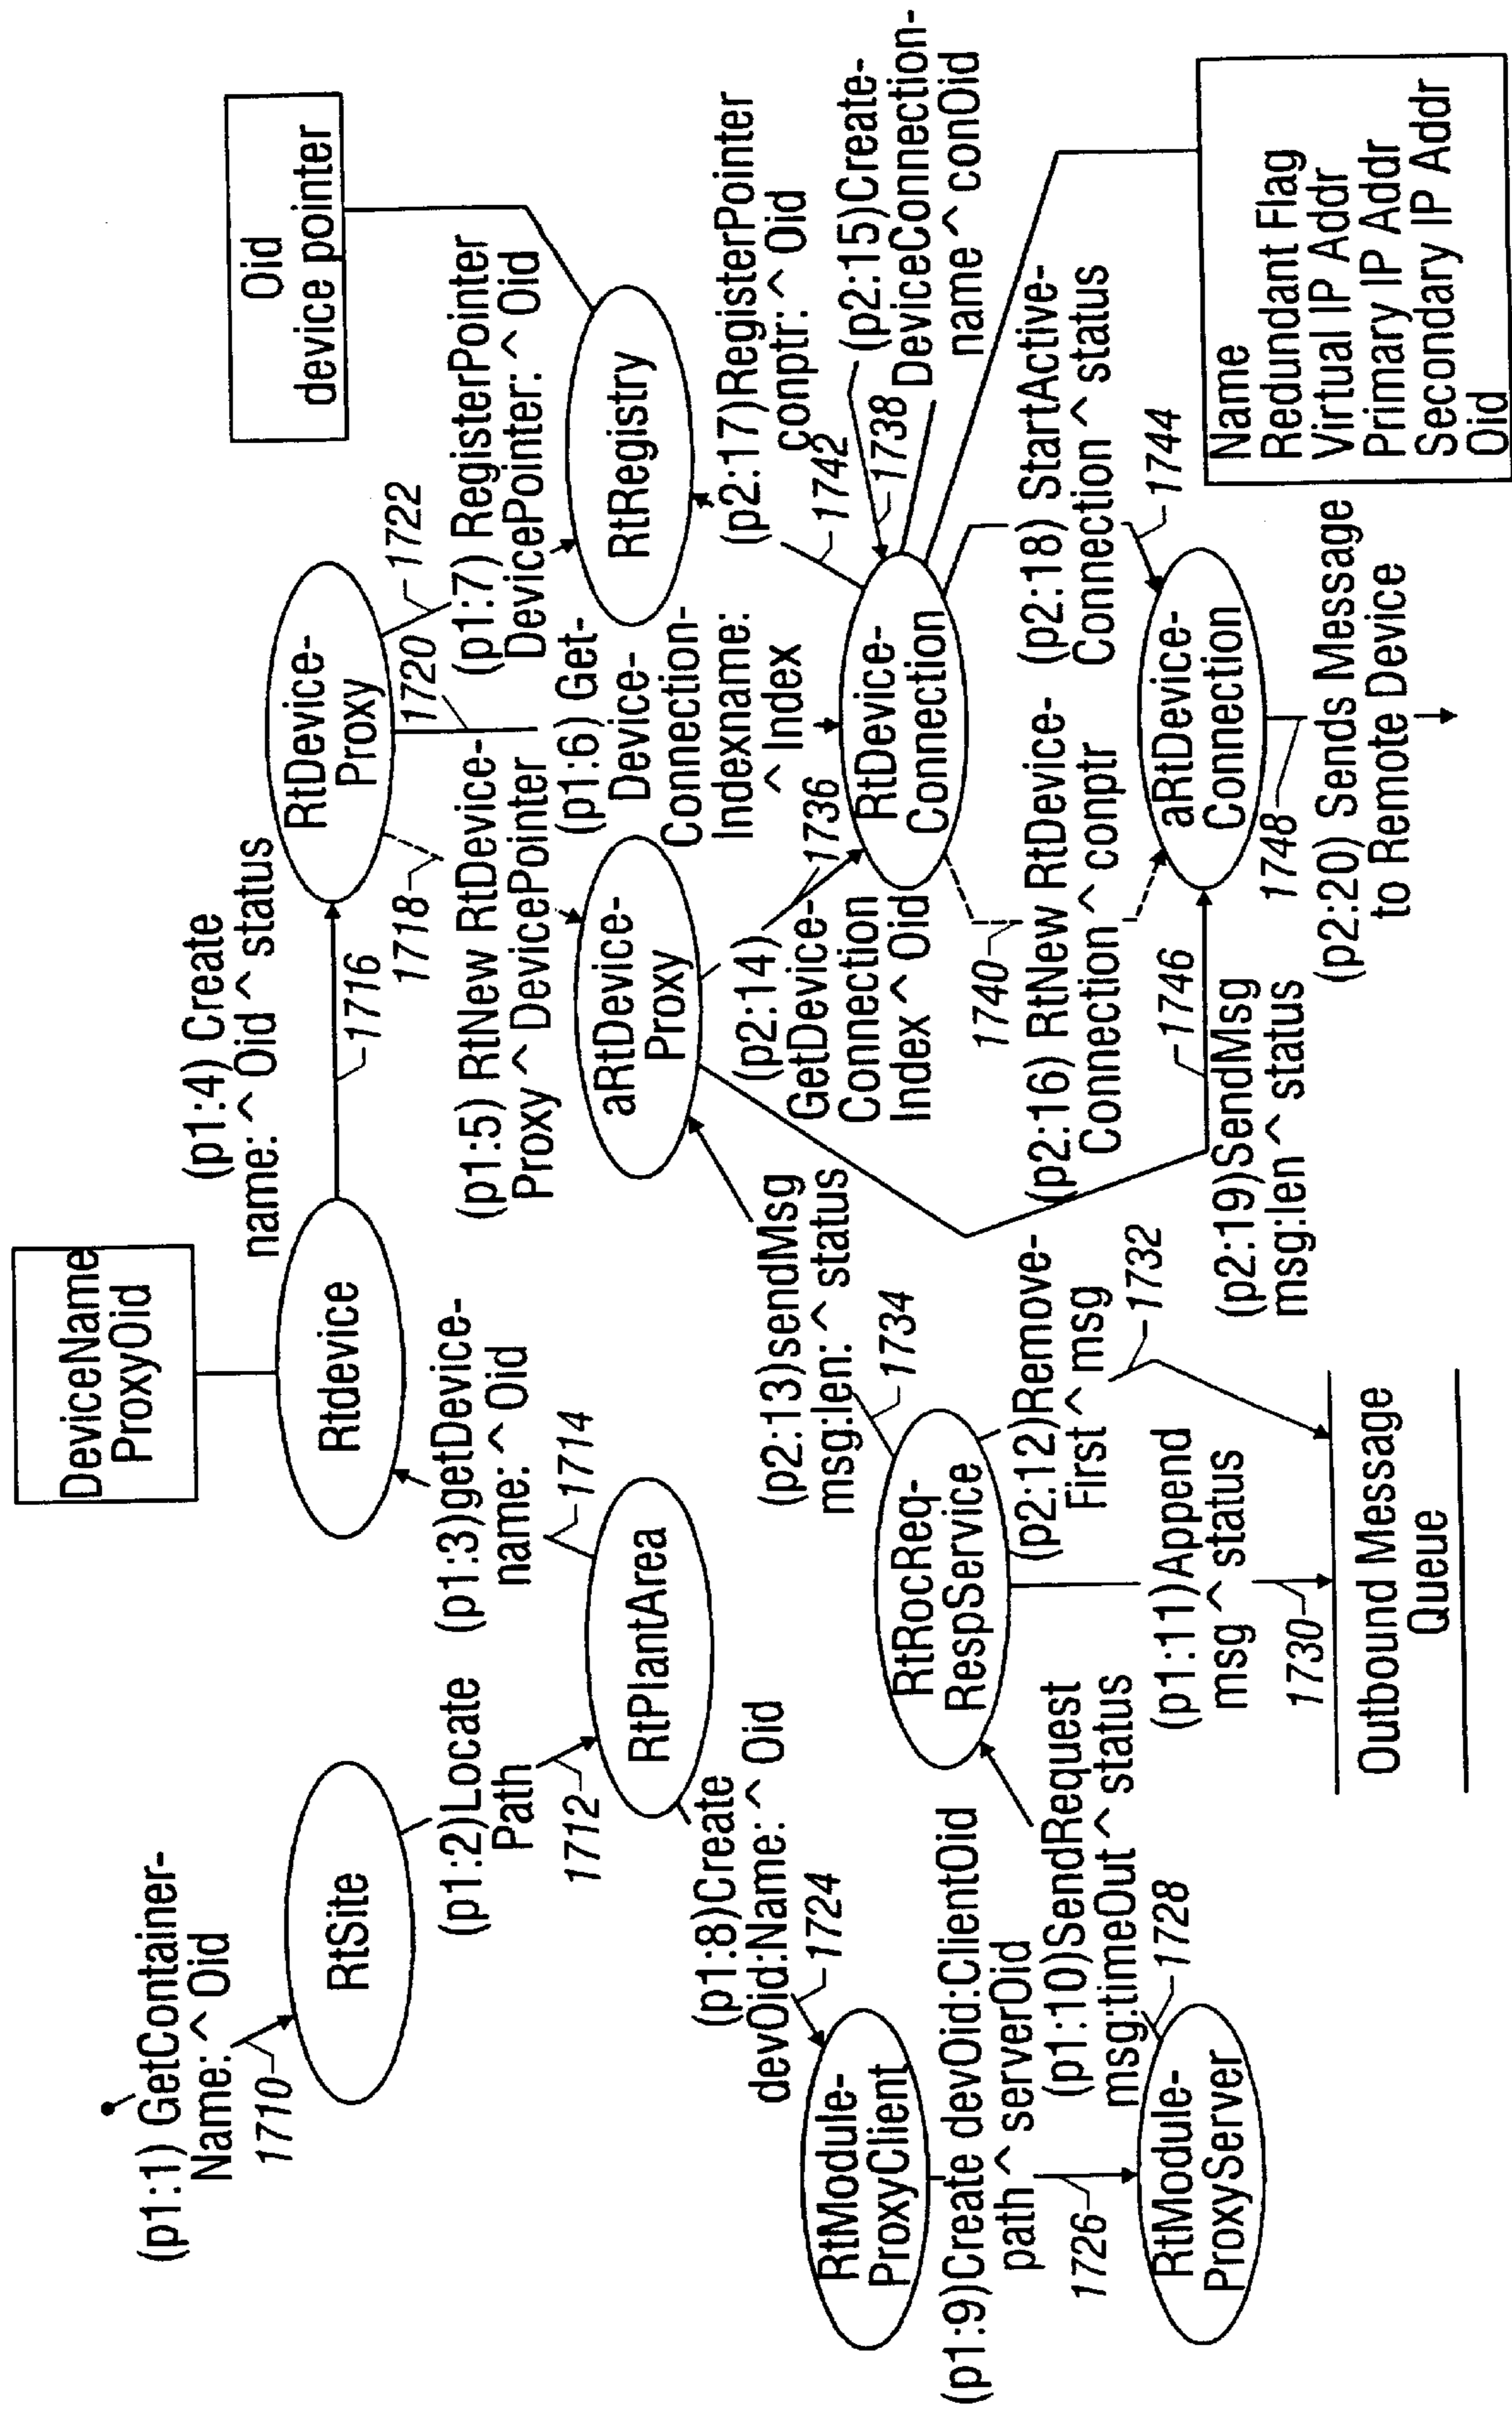 (p1:1) GetContainer-
Name: ^ Oid
1710
RtSite
(p1:2)Locate
Path
1712
RtPlantArea
(p1:3)getDevice-
name: ^ Oid
1714
DeviceName
ProxyOid
Rtdevice
(p1:4) Create
name: ^ Oid ^ status
1716
RtDevice-
Proxy
1718
(p1:5) RtNew RtDevice-
Proxy ^ DevicePointer
1720
(p1:6) Get-
Device-
Connection-
Indexname:
^ Index
1722
(p1:7) RegisterPointer
DevicePointer: ^ Oid
Oid
device pointer
RtRegistry
aRtDevice-
Proxy
(p1:8)Create
devOid:Name: ^ Oid
1724
RtModule-
ProxyClient
(p1:9)Create devOid:ClientOid
path ^ serverOid
1726
RtModule-
ProxyServer
(p1:10)SendRequest
msg:timeOut ^ status
1728
RtRocReq-
RespService
(p1:11)Append
msg ^ status
1730
Outbound Message
Queue
(p2:12)Remove-
First ^ msg
1732
(p2:13)sendMsg
msg:len: ^ status
1734
(p2:14)
GetDevice-
Connection
Index ^ Oid
1736
RtDevice-
Connection
(p2:15)Create-
DeviceConnection-
name ^ conOid
1738
(p2:16) RtNew RtDevice-
Connection ^ conptr
1740
(p2:17)RegisterPointer
conptr: ^ Oid
1742
(p2:18) StartActive-
Connection ^ status
1744
aRtDevice-
Connection
(p2:19)SendMsg
msg:len ^ status
1746
1748
(p2:20) Sends Message
to Remote Device
Name
Redundant Flag
Virtual IP Addr
Primary IP Addr
Secondary IP Addr
Oid